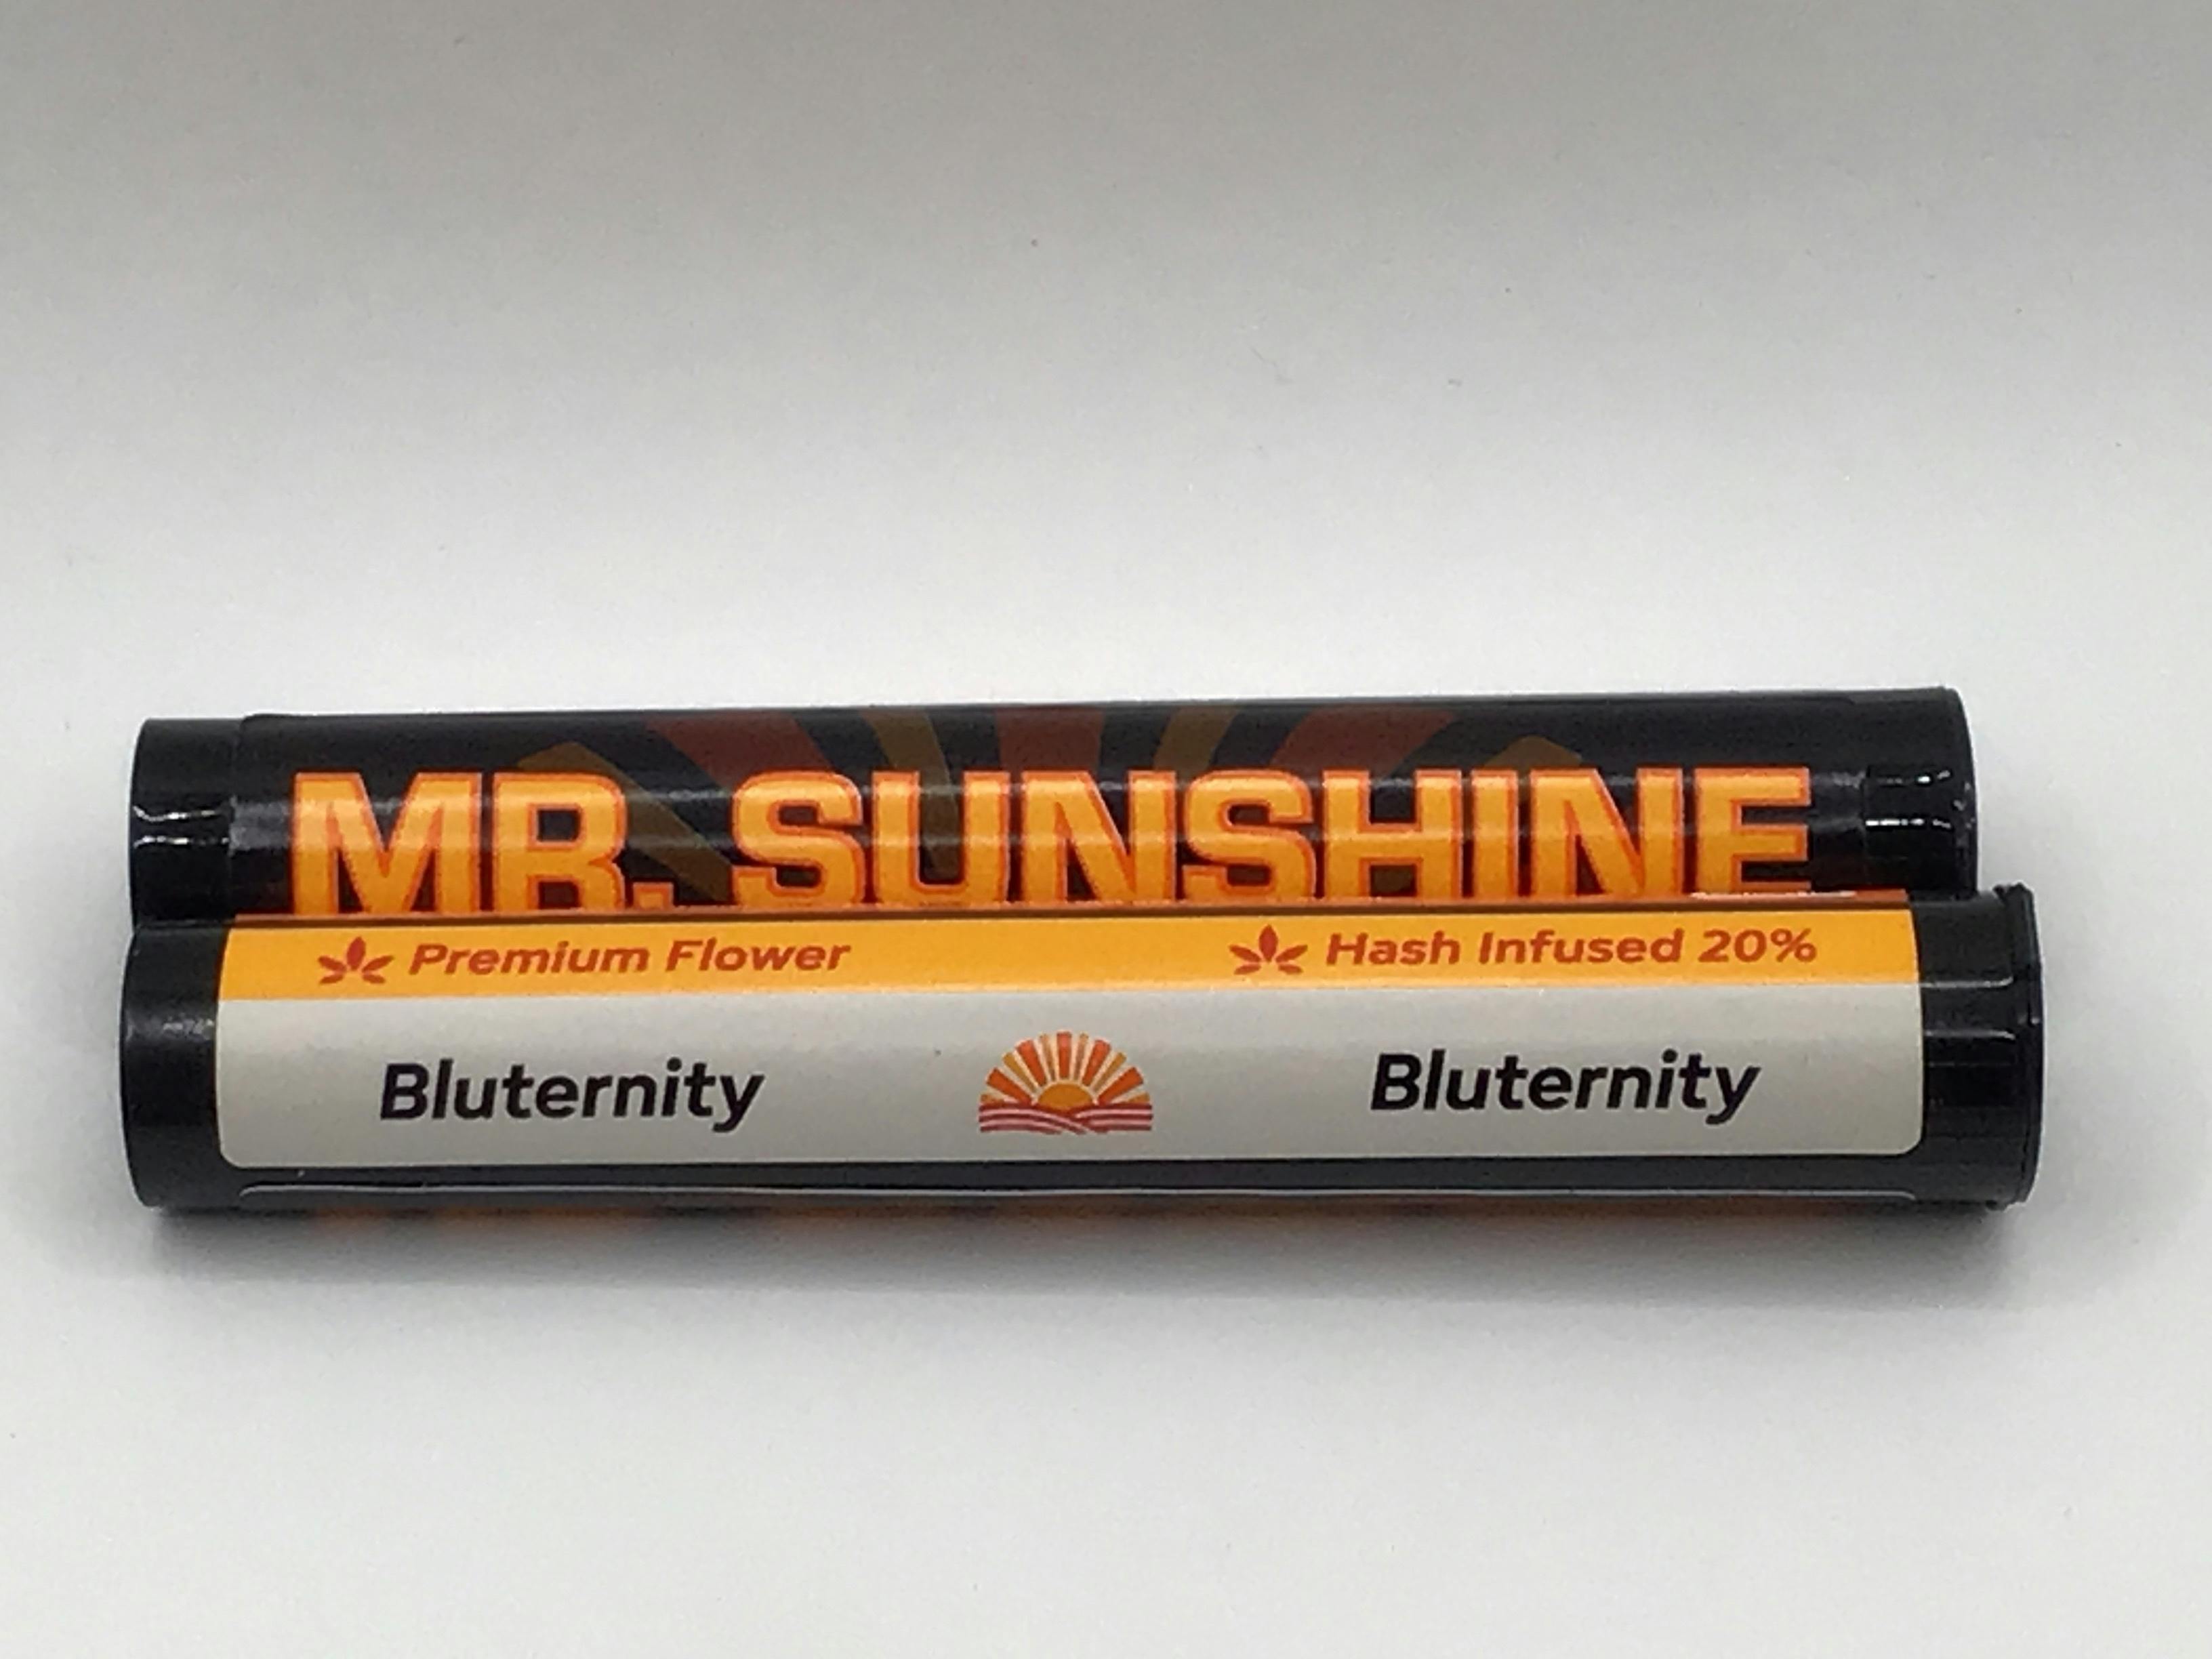 MR. SUNSHINE
Premium Flower Hash Infused 20%
Bluternity Bluternity